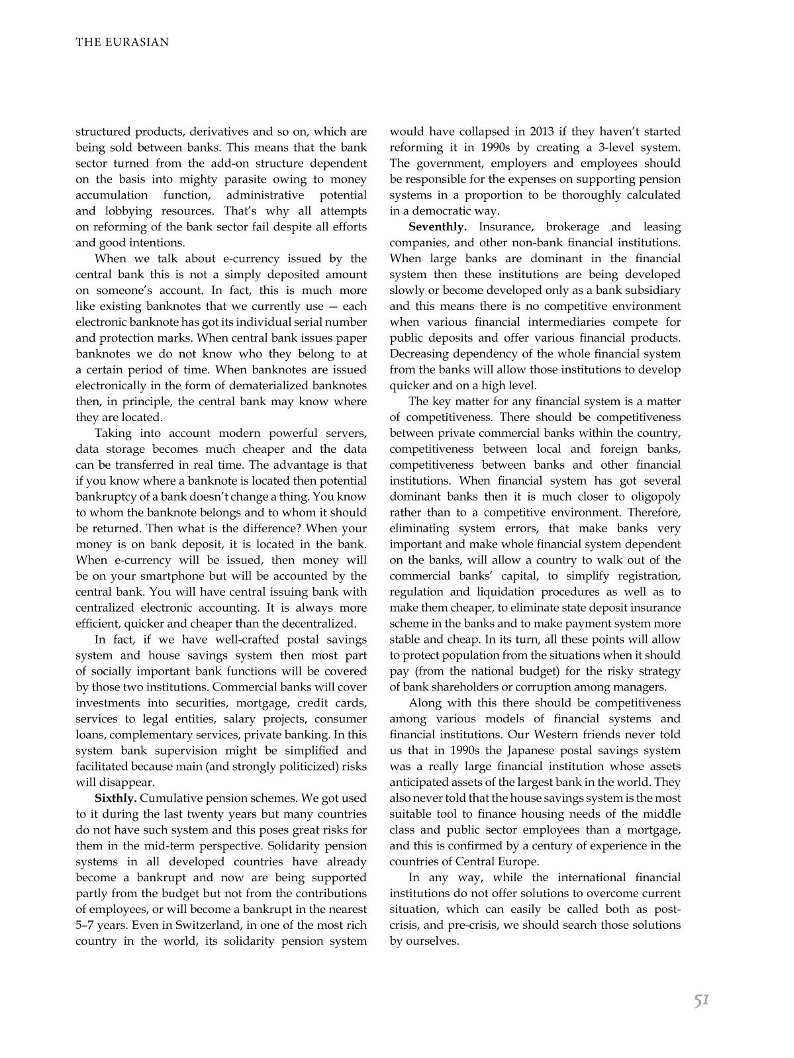 THE EURASIAN
structured products, derivatives and so on, which are
being sold between banks. This means that the bank
sector turned from the add-on structure dependent
on the basis into mighty parasite owing to money
accumulation function, administrative potential
and lobbying resources. That's why all attempts
on reforming of the bank sector fail despite all efforts
and good intentions.
When we talk about e-currency issued by the
central bank this is not a simply deposited amount
on someone's account. In fact, this is much more
like existing banknotes that we currently use — each
electronic banknote has got its individual serial number
and protection marks. When central bank issues paper
banknotes we do not know who they belong to at
a certain period of time. When banknotes are issued
electronically in the form of dematerialized banknotes
then, in principle, the central bank may know where
they are located.
Taking into account modern powerful servers,
data storage becomes much cheaper and the data
can be transferred in real time. The advantage is that
if you know where a banknote is located then potential
bankruptcy of a bank doesn't change a thing. You know
to whom the banknote belongs and to whom it should
be returned. Then what is the difference? When your
money is on bank deposit, it is located in the bank.
When e-currency will be issued, then money will
be on your smartphone but will be accounted by the
central bank. You will have central issuing bank with
centralized electronic accounting. It is always more
efficient, quicker and cheaper than the decentralized.
In fact, if we have well-crafted postal savings
system and house savings system then most part
of socially important bank functions will be covered
by those two institutions. Commercial banks will cover
investments into securities, mortgage, credit cards,
services to legal entities, salary projects, consumer
loans, complementary services, private banking. In this
system bank supervision might be simplified and
facilitated because main (and strongly politicized) risks
will disappear.
Sixthly. Cumulative pension schemes. We got used
to it during the last twenty years but many countries
do not have such system and this poses great risks for
them in the mid-term perspective. Solidarity pension
systems in all developed countries have already
become a bankrupt and now are being supported
partly from the budget but not from the contributions
of employees, or will become a bankrupt in the nearest
5–7 years. Even in Switzerland, in one of the most rich
country in the world, its solidarity pension system
would have collapsed in 2013 if they haven't started
reforming it in 1990s by creating a 3-level system.
The government, employers and employees should
be responsible for the expenses on supporting pension
systems in a proportion to be thoroughly calculated
in a democratic way.
Seventhly. Insurance, brokerage and leasing
companies, and other non-bank financial institutions.
When large banks are dominant in the financial
system then these institutions are being developed
slowly or become developed only as a bank subsidiary
and this means there is no competitive environment
when various financial intermediaries compete for
public deposits and offer various financial products.
Decreasing dependency of the whole financial system
from the banks will allow those institutions to develop
quicker and on a high level.
The key matter for any financial system is a matter
of competitiveness. There should be competitiveness
between private commercial banks within the country,
competitiveness between local and foreign banks,
competitiveness between banks and other financial
institutions. When financial system has got several
dominant banks then it is much closer to oligopoly
rather than to a competitive environment. Therefore,
eliminating system errors, that make banks very
important and make whole financial system dependent
on the banks, will allow a country to walk out of the
commercial banks' capital, to simplify registration,
regulation and liquidation procedures as well as to
make them cheaper, to eliminate state deposit insurance
scheme in the banks and to make payment system more
stable and cheap. In its turn, all these points will allow
to protect population from the situations when it should
pay (from the national budget) for the risky strategy
of bank shareholders or corruption among managers.
Along with this there should be competitiveness
among various models of financial systems and
financial institutions. Our Western friends never told
us that in 1990s the Japanese postal savings system
was a really large financial institution whose assets
anticipated assets of the largest bank in the world. They
also never told that the house savings system is the most
suitable tool to finance housing needs of the middle
class and public sector employees than a mortgage,
and this is confirmed by a century of experience in the
countries of Central Europe.
In any way, while the international financial
institutions do not offer solutions to overcome current
situation, which can easily be called both as post-
crisis, and pre-crisis, we should search those solutions
by ourselves.
51